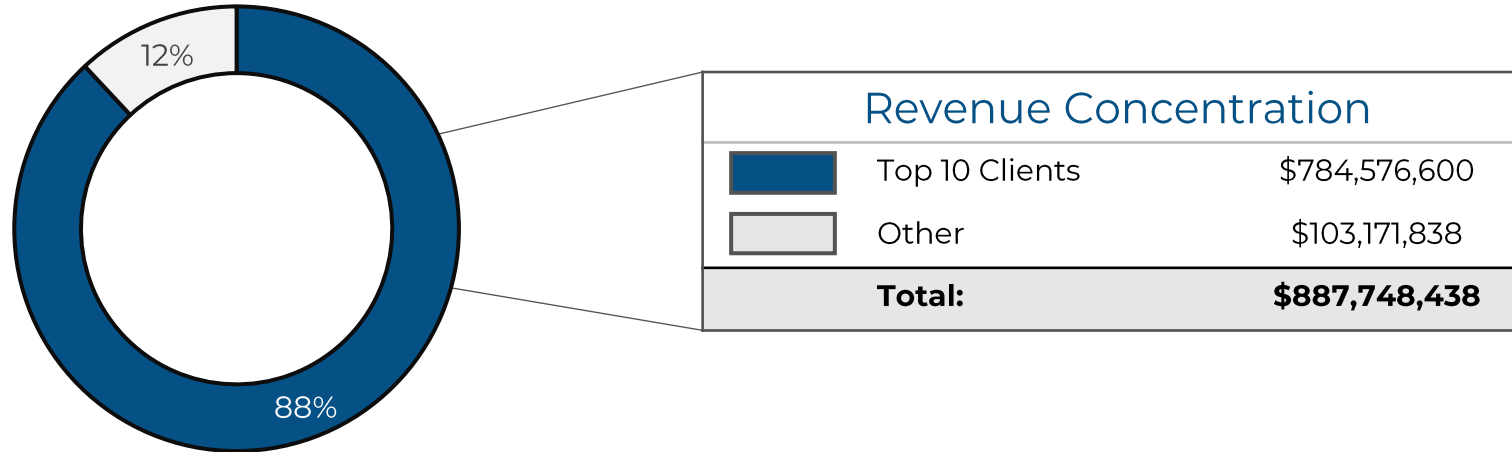 12%
88%
Revenue Concentration
Top 10 Clients $784,576,600
Other $103,171,838
Total: $887,748,438